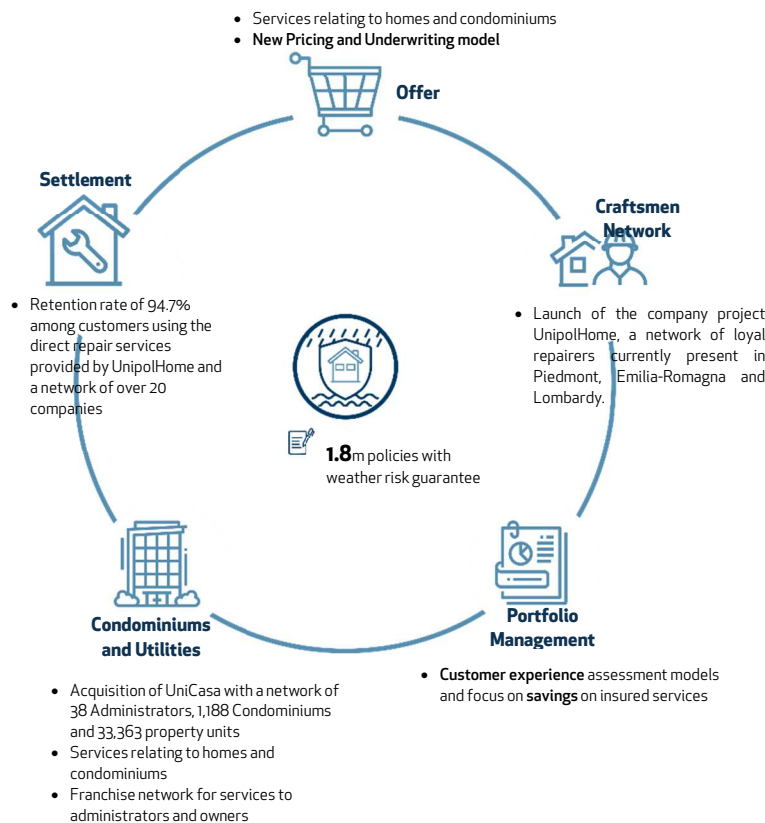 • Services relating to homes and condominiums
• New Pricing and Underwriting model
Offer
Settlement
Craftsmen
Network
• Retention rate of 94.7%
among customers using the
direct repair services
provided by UnipolHome and
a network of over 20
companies
• Launch of the company project
UnipolHome, a network of loyal
repairers currently present in
Piedmont, Emilia-Romagna and
Lombardy.
1.8m policies with
weather risk guarantee
Condominiums
and Utilities
Portfolio
Management
• Acquisition of UniCasa with a network of
38 Administrators, 1,188 Condominiums
and 33,363 property units
• Services relating to homes and
condominiums
• Franchise network for services to
administrators and owners
• Customer experience assessment models
and focus on savings on insured services